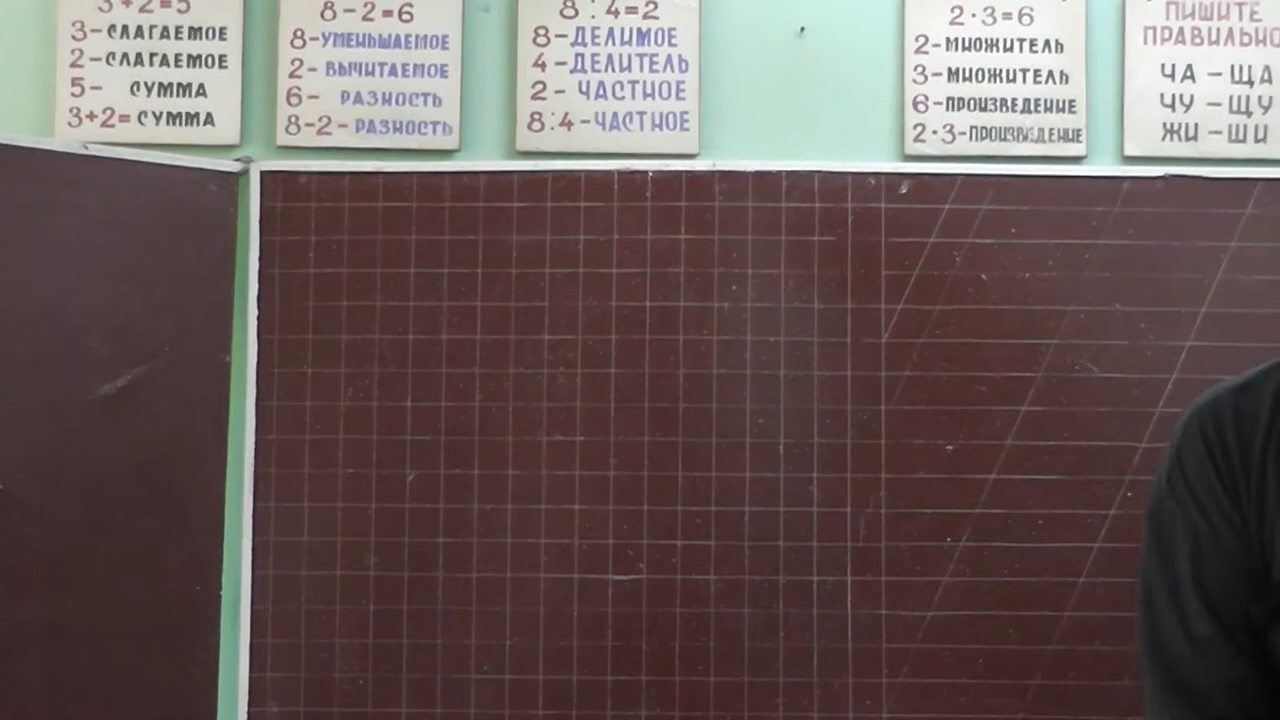 3+2=5
3-СЛАГАЕМОЕ
2-СЛАГАЕМОЕ
5- СУММА
3+2=СУММА
8-2=6
8-УМЕНЬШАЕМОЕ
2-ВЫЧИТАЕМОЕ
6- РАЗНОСТЬ
8-2-РАЗНОСТЬ
8:4=2
8-ДЕЛИМОЕ
4-ДЕЛИТЕЛЬ
2- ЧАСТНОЕ
8:4-ЧАСТНОЕ
2·3=6
2-МНОЖИТЕЛЬ
3-МНОЖИТЕЛЬ
6-ПРОИЗВЕДЕНИЕ
2·3-ПРОИЗВЕДЕНИЕ
ПИШИТЕ
ПРАВИЛЬНО
ЧА-ЩА
ЧУ-ЩУ
ЖИ-ШИ